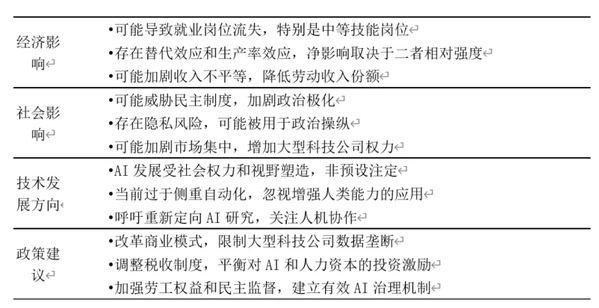 经济影响
•可能导致就业岗位流失，特别是中等技能岗位
•存在替代效应和生产率效应，净影响取决于二者相对强度
•可能加剧收入不平等，降低劳动收入份额
社会影响
•可能威胁民主制度，加剧政治极化
•存在隐私风险，可能被用于政治操纵
•可能加剧市场集中，增加大型科技公司权力
技术发展方向
•AI 发展受社会权力和视野塑造，非预设注定
•当前过于侧重自动化，忽视增强人类能力的应用
•呼吁重新定向 AI 研究，关注人机协作
政策建议
•改革商业模式，限制大型科技公司数据垄断
•调整税收制度，平衡对 AI 和人力资本的投资激励
•加强劳工权益和民主监督，建立有效 AI 治理机制